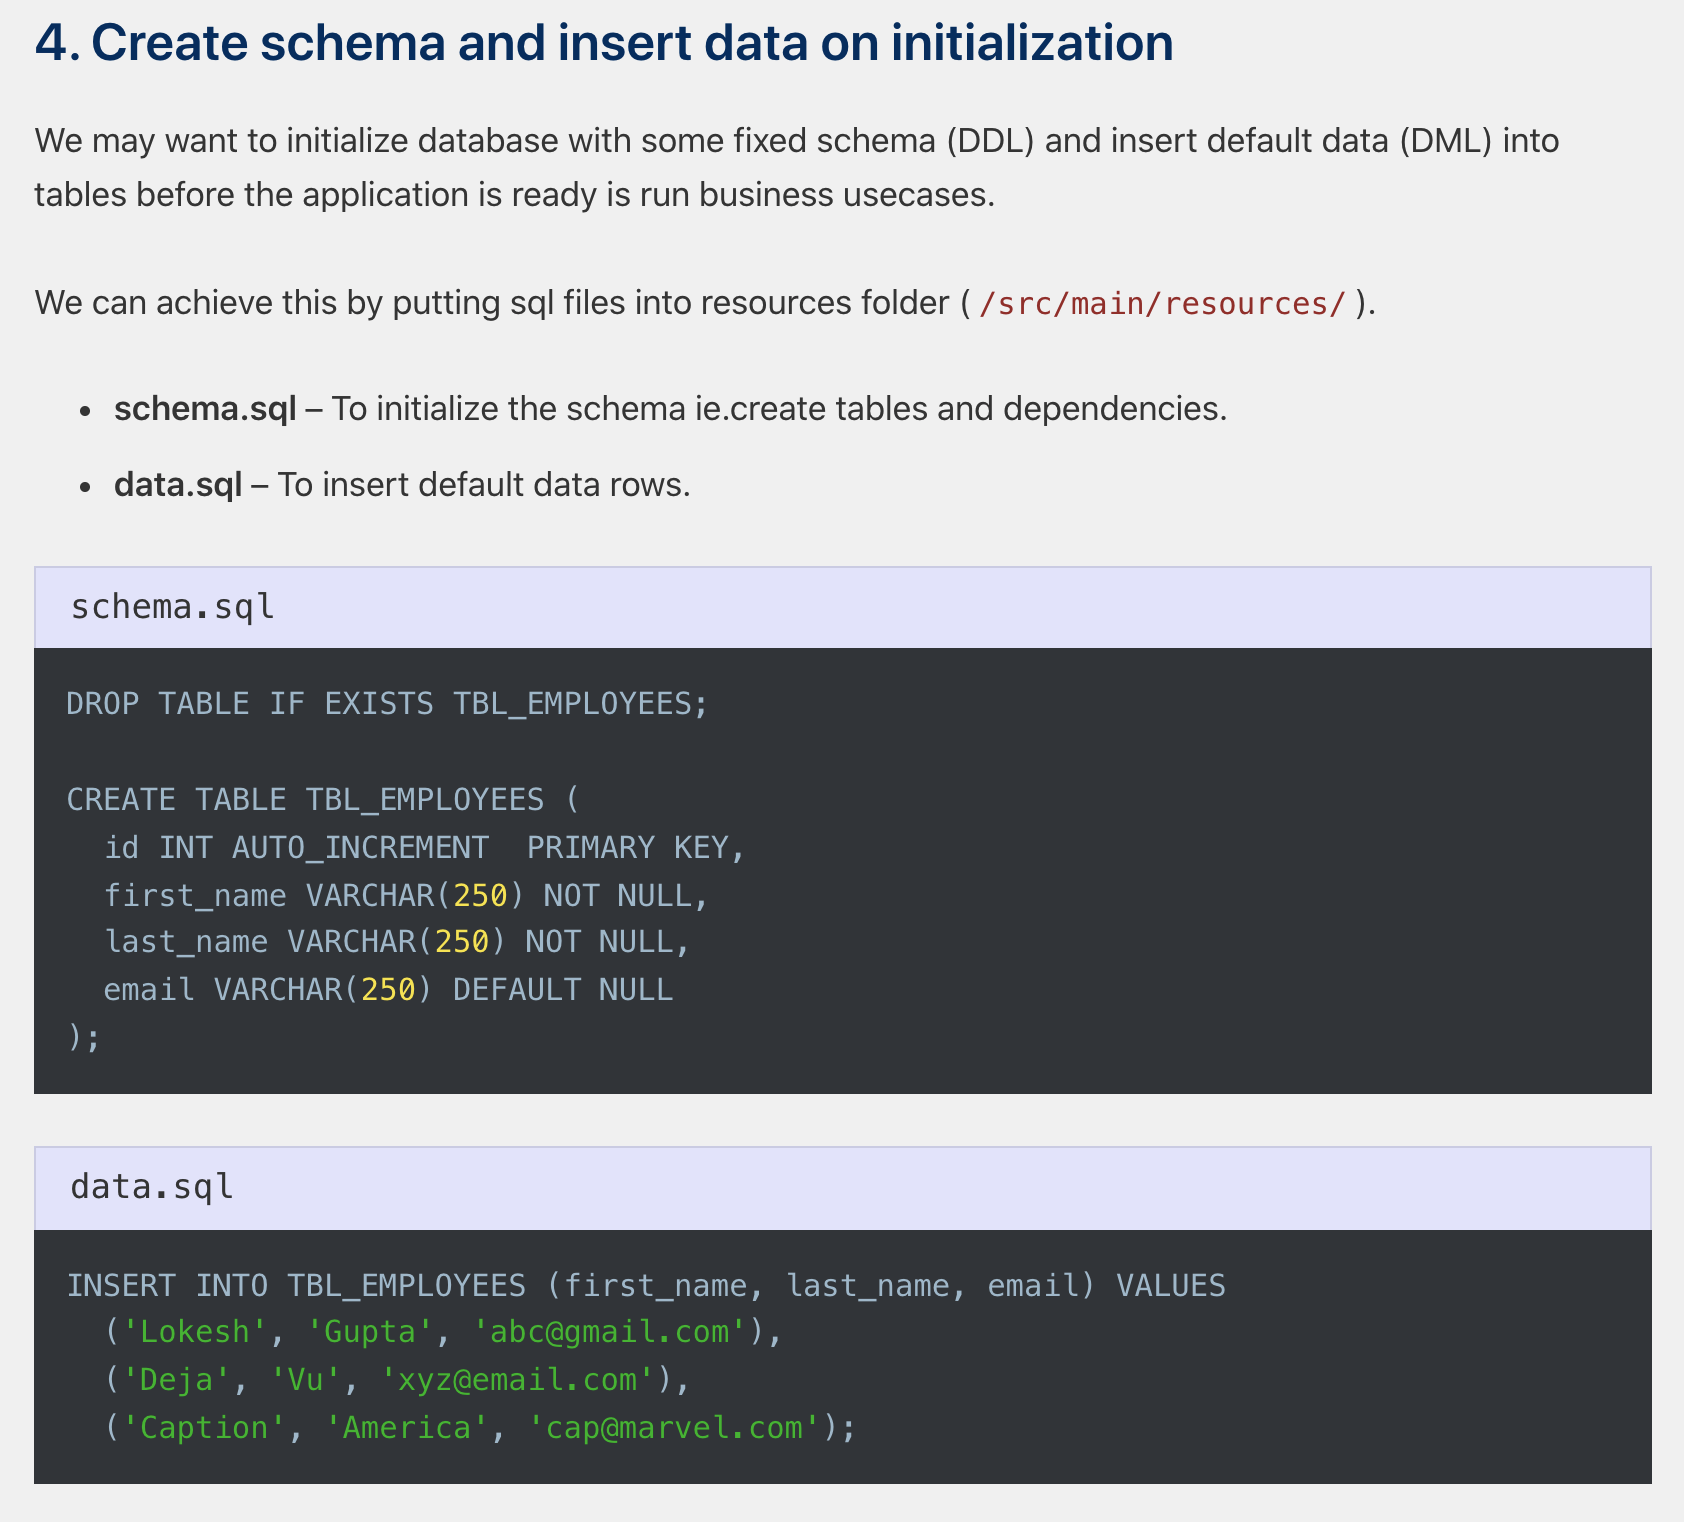 4. Create schema and insert data on initialization
We may want to initialize database with some fixed schema (DDL) and insert default data (DML) into
tables before the application is ready is run business usecases.
We can achieve this by putting sql files into resources folder ( /src/main/resources/ ).
• schema.sql – To initialize the schema ie.create tables and dependencies.
• data.sql – To insert default data rows.
schema.sql
DROP TABLE IF EXISTS TBL_EMPLOYEES;
CREATE TABLE TBL_EMPLOYEES (
  id INT AUTO_INCREMENT  PRIMARY KEY,
  first_name VARCHAR(250) NOT NULL,
  last_name VARCHAR(250) NOT NULL,
  email VARCHAR(250) DEFAULT NULL
);
data.sql
INSERT INTO TBL_EMPLOYEES (first_name, last_name, email) VALUES
  ('Lokesh', 'Gupta', 'abc@gmail.com'),
  ('Deja', 'Vu', 'xyz@email.com'),
  ('Caption', 'America', 'cap@marvel.com');